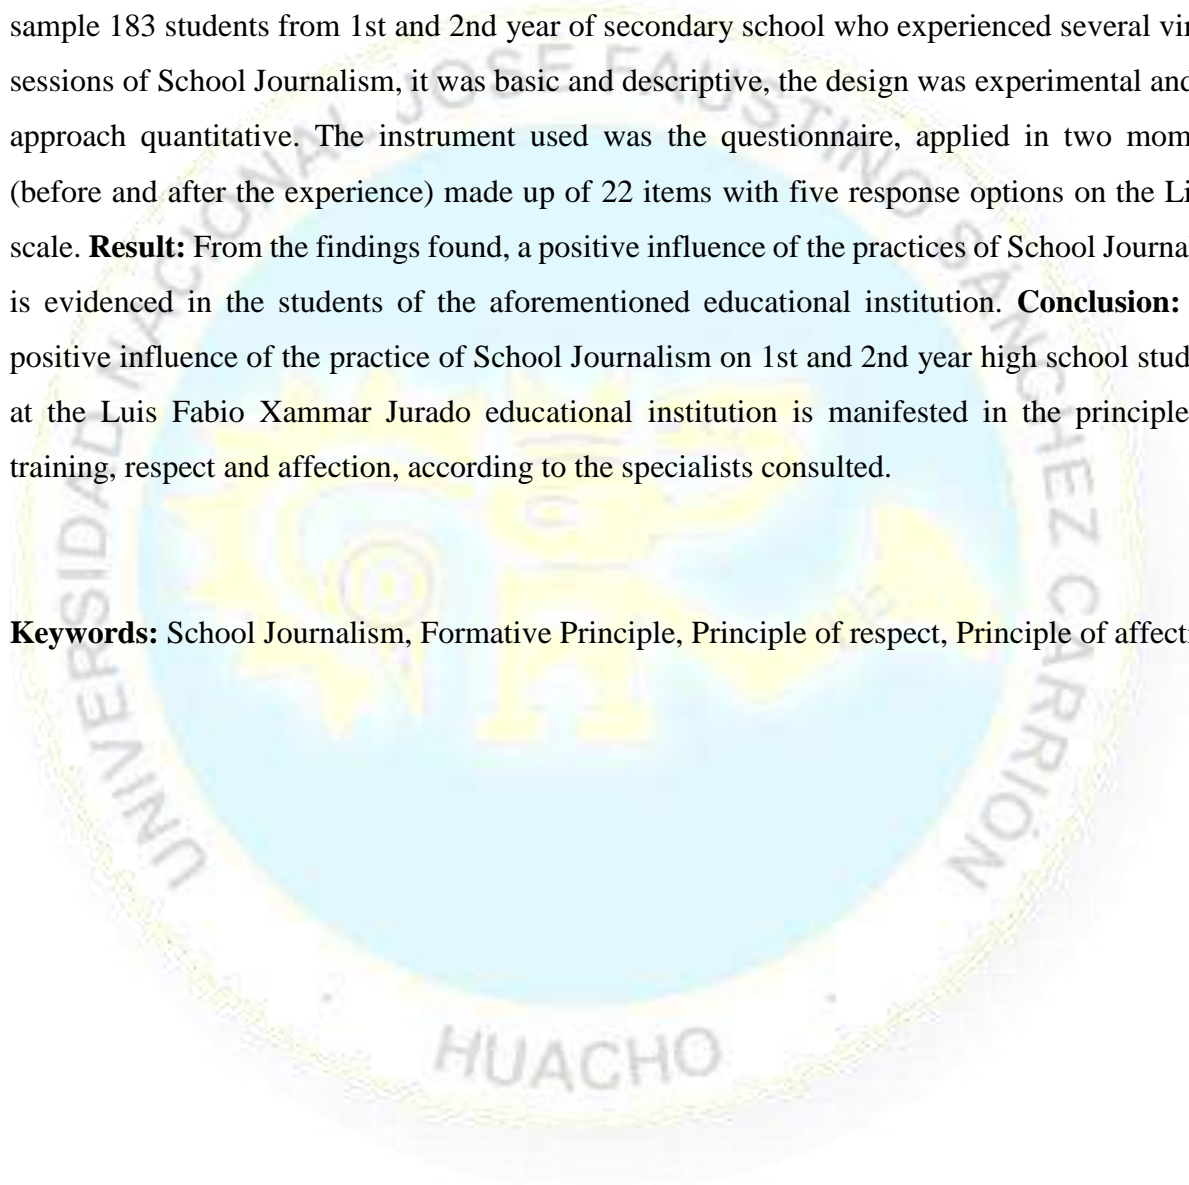 sample 183 students from 1st and 2nd year of secondary school who experienced several vir
sessions of School Journalism, it was basic and descriptive, the design was experimental and
approach quantitative. The instrument used was the questionnaire, applied in two mom
(before and after the experience) made up of 22 items with five response options on the Li
scale. Result: From the findings found, a positive influence of the practices of School Journa
is evidenced in the students of the aforementioned educational institution. Conclusion:
positive influence of the practice of School Journalism on 1st and 2nd year high school stud
at the Luis Fabio Xammar Jurado educational institution is manifested in the principle
training, respect and affection, according to the specialists consulted.
Keywords: School Journalism, Formative Principle, Principle of respect, Principle of affect
UNIVERSIDAD NACIONAL JOSE FAUSTINO SÁNCHEZ CARRIÓN
HUACHO